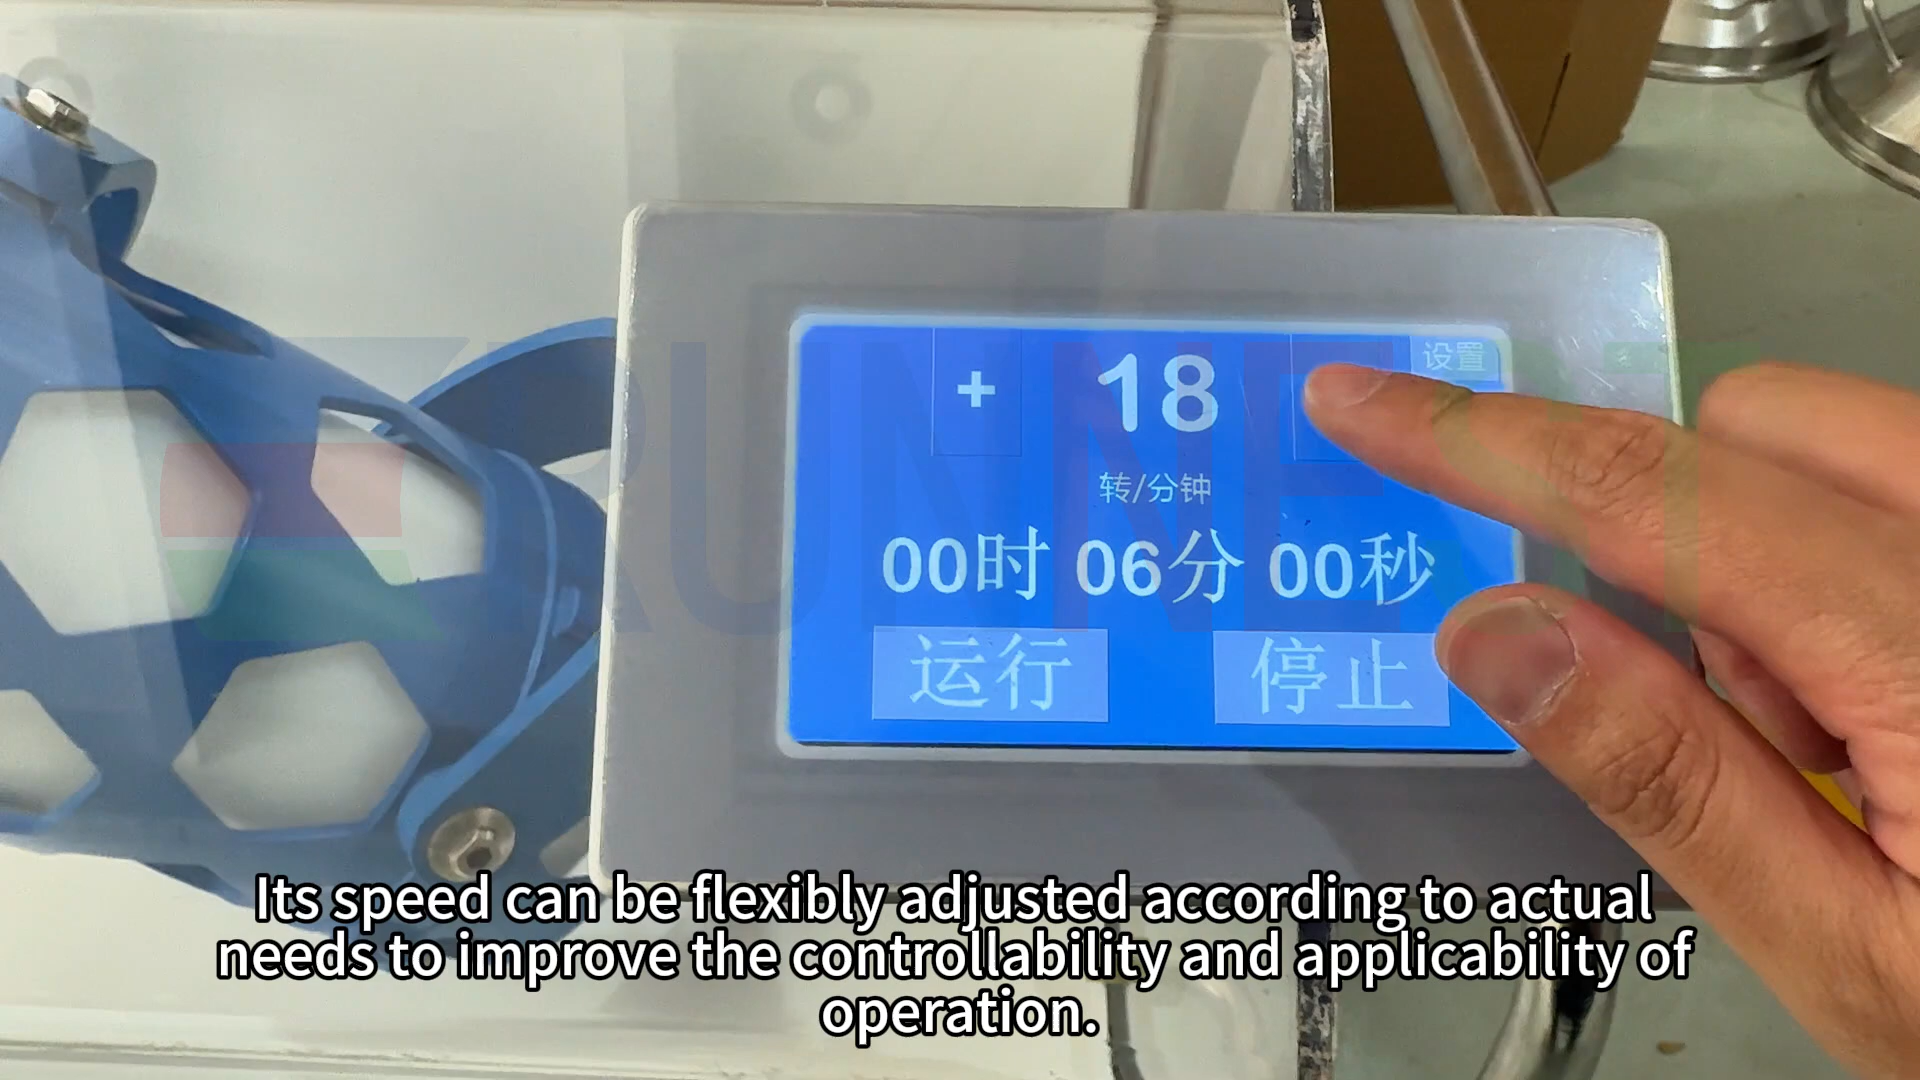 设置
+ 18
转/分钟
00时 06分 00秒
运行 停止
RUNNEST
Its speed can be flexibly adjusted according to actual
needs to improve the controllability and applicability of
operation.